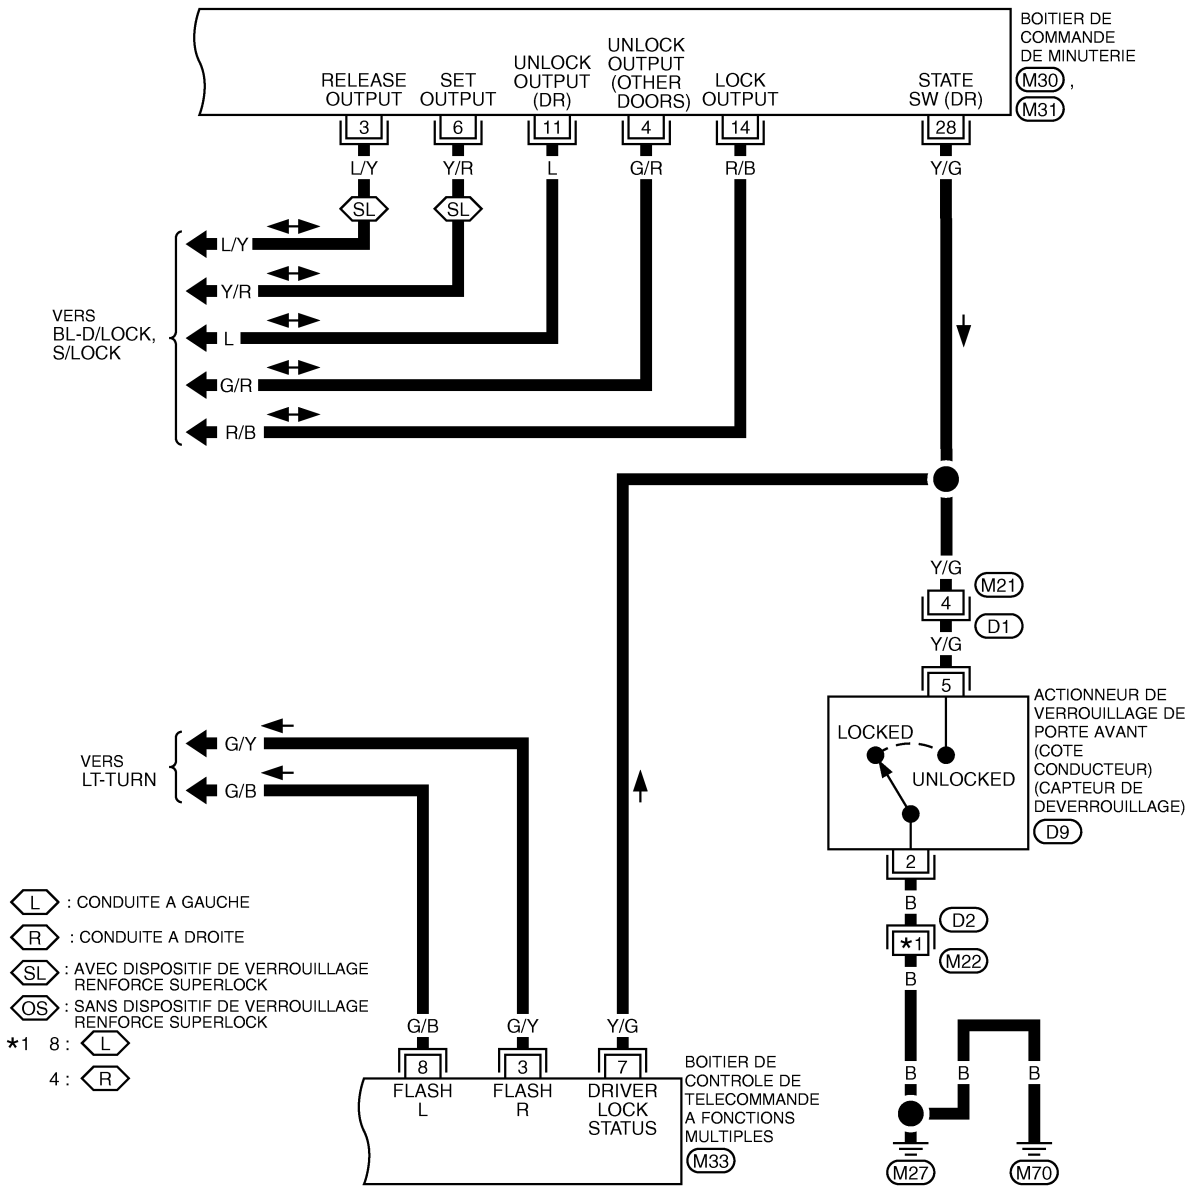 BOITIER DE
COMMANDE
DE MINUTERIE
M30 ,
M31
RELEASE
OUTPUT
SET
OUTPUT
UNLOCK
OUTPUT
(DR)
UNLOCK
OUTPUT
(OTHER
DOORS)
LOCK
OUTPUT
STATE
SW (DR)
3
6
11
4
14
28
L/Y
Y/R
L
G/R
R/B
Y/G
SL
SL
L/Y
Y/R
L
G/R
R/B
VERS
BL-D/LOCK,
S/LOCK
Y/G
M21
4
D1
Y/G
5
ACTIONNEUR DE
VERROUILLAGE DE
PORTE AVANT
(COTE
CONDUCTEUR)
(CAPTEUR DE
DEVERROUILLAGE)
D9
LOCKED
UNLOCKED
2
B
D2
*1
M22
B
B
B
B
M27
M70
VERS
LT-TURN
G/Y
G/B
L : CONDUITE A GAUCHE
R : CONDUITE A DROITE
SL : AVEC DISPOSITIF DE VERROUILLAGE
RENFORCE SUPERLOCK
OS : SANS DISPOSITIF DE VERROUILLAGE
RENFORCE SUPERLOCK
*1 8 : L
4 : R
G/B
G/Y
Y/G
8
3
7
FLASH
L
FLASH
R
DRIVER
LOCK
STATUS
BOITIER DE
CONTROLE DE
TELECOMMANDE
A FONCTIONS
MULTIPLES
M33